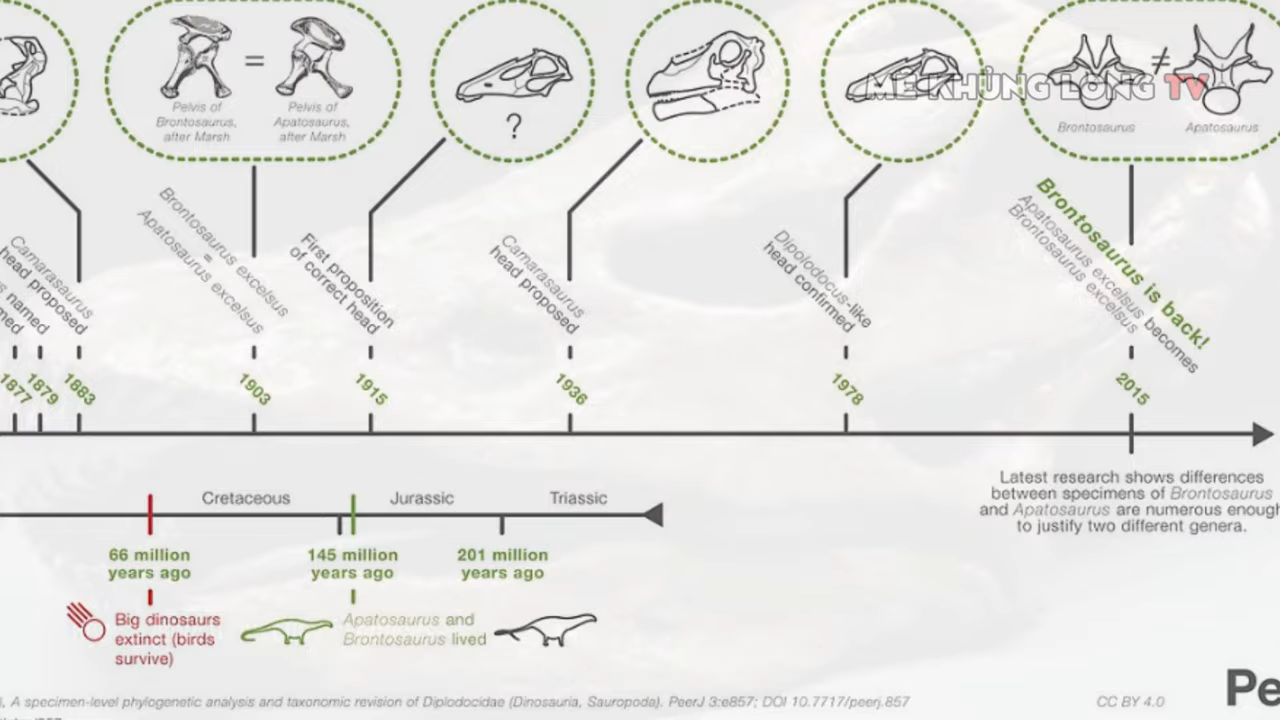 =
≠
?
MÊ KHỦNG LONG TV
Pelvis of
Brontosaurus,
after Marsh
Pelvis of
Apatosaurus,
after Marsh
Brontosaurus
Apatosaurus
named
Camarasaurus
head proposed
Brontosaurus excelsus
=
Apatosaurus excelsus
First proposition
of correct head
Camarasaurus
head proposed
Dipolodocus-like
head confirmed
Brontosaurus is back!
Apatosaurus excelsus becomes
Brontosaurus excelsus
1877
1879
1883
1903
1915
1936
1978
2015
Latest research shows differences
between specimens of Brontosaurus
and Apatosaurus are numerous enough
to justify two different genera.
Cretaceous
Jurassic
Triassic
66 million
years ago
145 million
years ago
201 million
years ago
Big dinosaurs
extinct (birds
survive)
Apatosaurus and
Brontosaurus lived
, A specimen-level phylogenetic analysis and taxonomic revision of Diplodocidae (Dinosauria, Sauropoda). PeerJ 3:e857; DOI 10.7717/peerj.857
CC BY 4.0
Pe